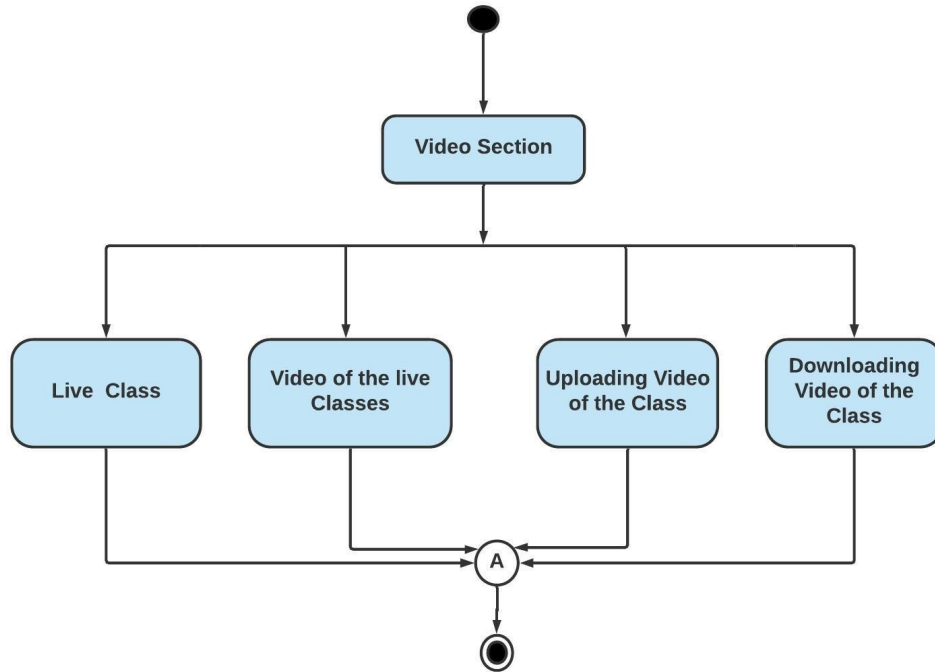 Video Section
Live Class
Video of the live
Classes
Uploading Video
of the Class
Downloading
Video of the
Class
A